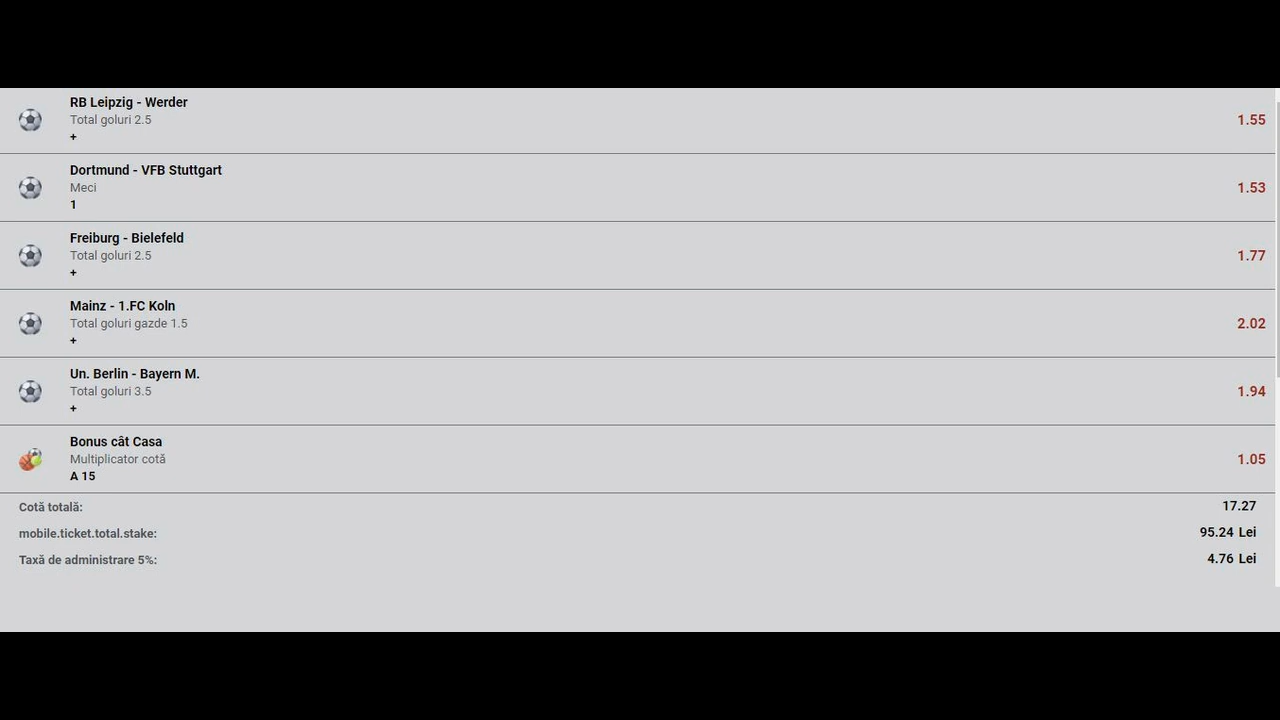 RB Leipzig - Werder
Total goluri 2.5
+
1.55
Dortmund - VFB Stuttgart
Meci
1
1.53
Freiburg - Bielefeld
Total goluri 2.5
+
1.77
Mainz - 1.FC Koln
Total goluri gazde 1.5
+
2.02
Un. Berlin - Bayern M.
Total goluri 3.5
+
1.94
Bonus cât Casa
Multiplicator cotă
A 15
1.05
Cotă totală: 17.27
mobile.ticket.total.stake: 95.24 Lei
Taxă de administrare 5%: 4.76 Lei